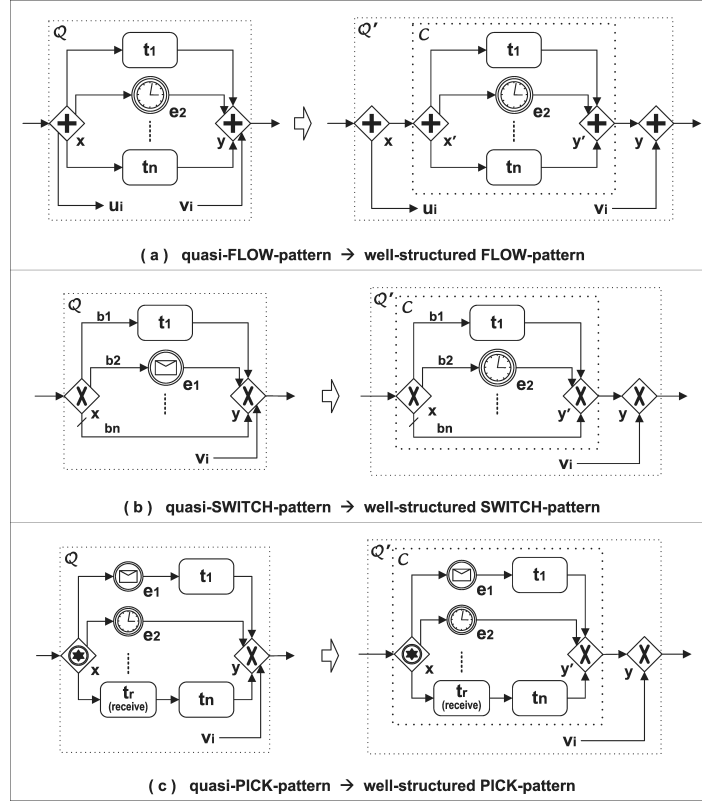 Q
t1
e2
x
y
tn
ui
vi
Q'
C
t1
e2
x
x'
y'
y
tn
ui
vi
( a ) quasi-FLOW-pattern → well-structured FLOW-pattern
Q
b1
t1
b2
e1
x
y
bn
vi
Q'
C
b1
t1
b2
e2
x
y'
y
bn
vi
( b ) quasi-SWITCH-pattern → well-structured SWITCH-pattern
Q
e1
t1
e2
x
y
tr
(receive)
tn
vi
Q'
C
e1
t1
e2
x
y'
y
tr
(receive)
tn
vi
( c ) quasi-PICK-pattern → well-structured PICK-pattern